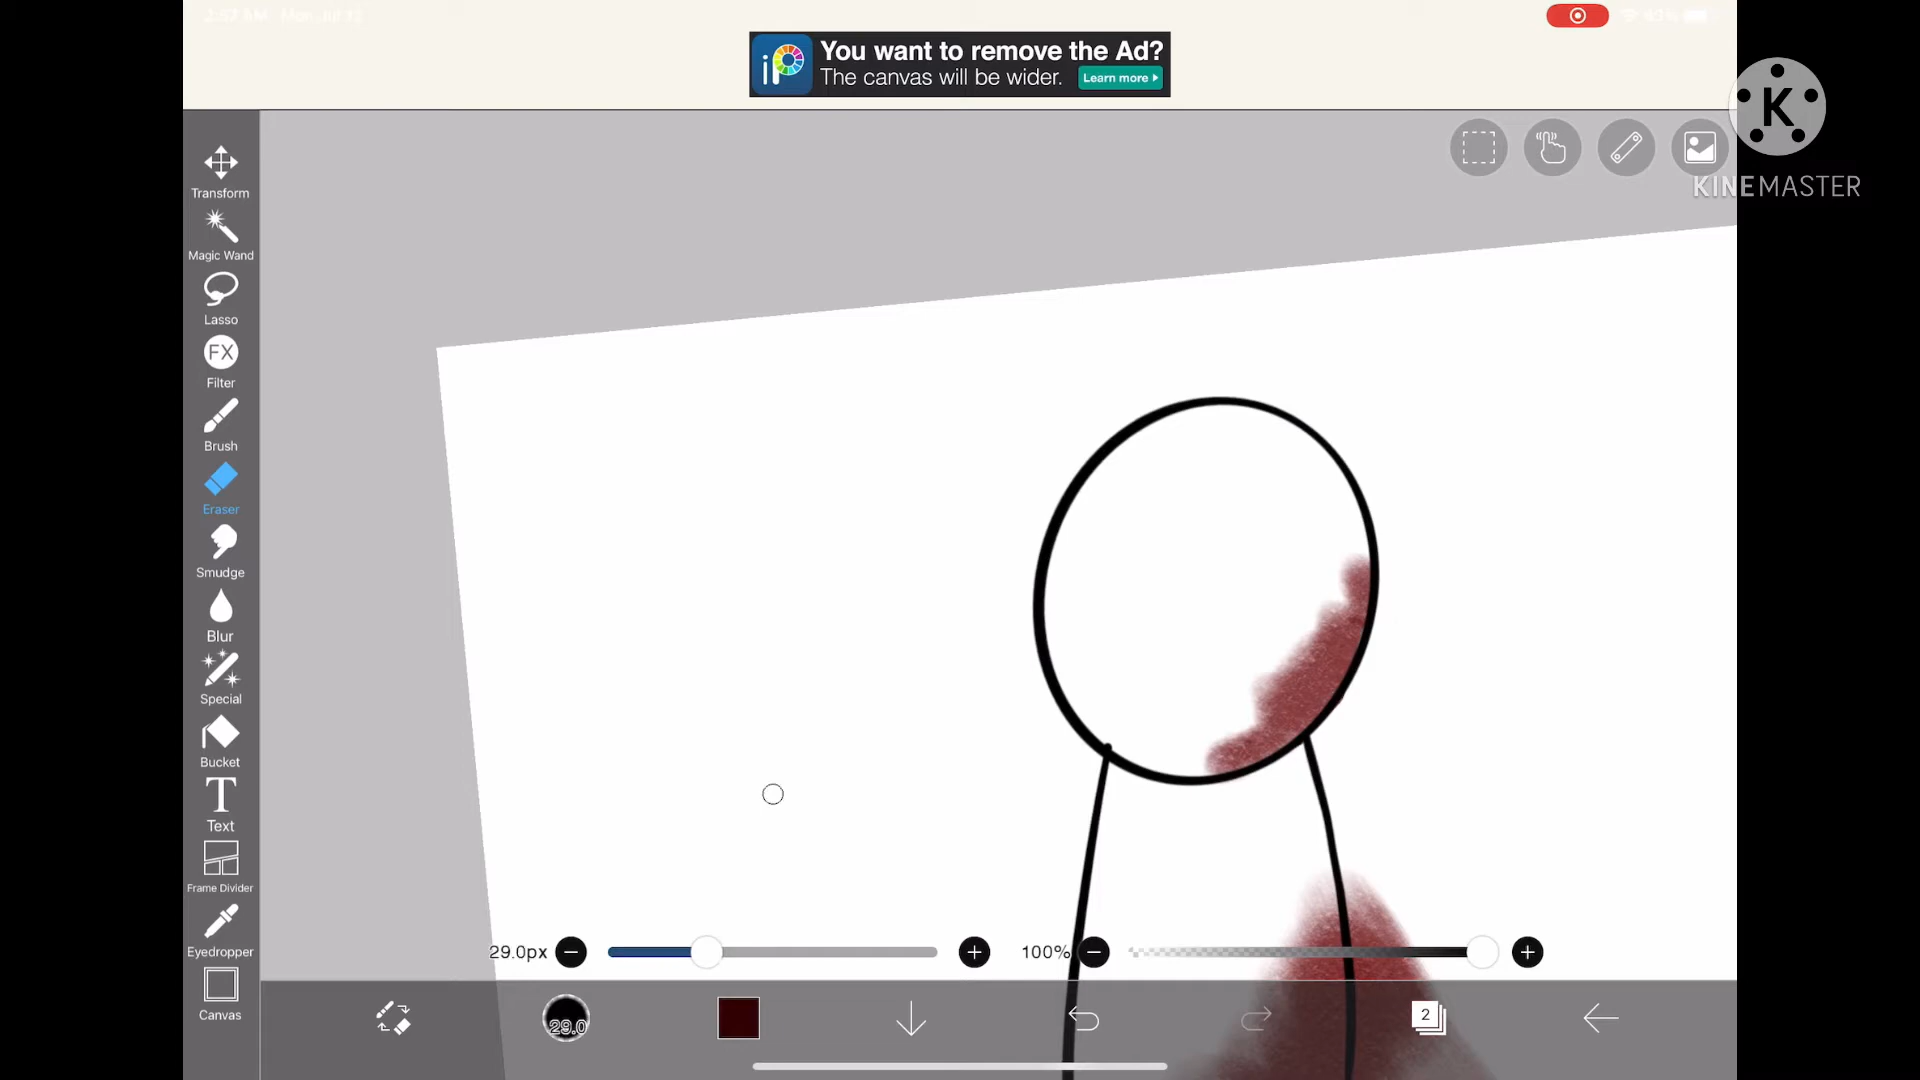 You want to remove the Ad?
The canvas will be wider.
Learn more
iP
K
KINEMASTER
Transform
Magic Wand
Lasso
FX
Filter
Brush
Eraser
Smudge
Blur
Special
Bucket
T
Text
Frame Divider
Eyedropper
Canvas
29.0px
100%
29.0
2